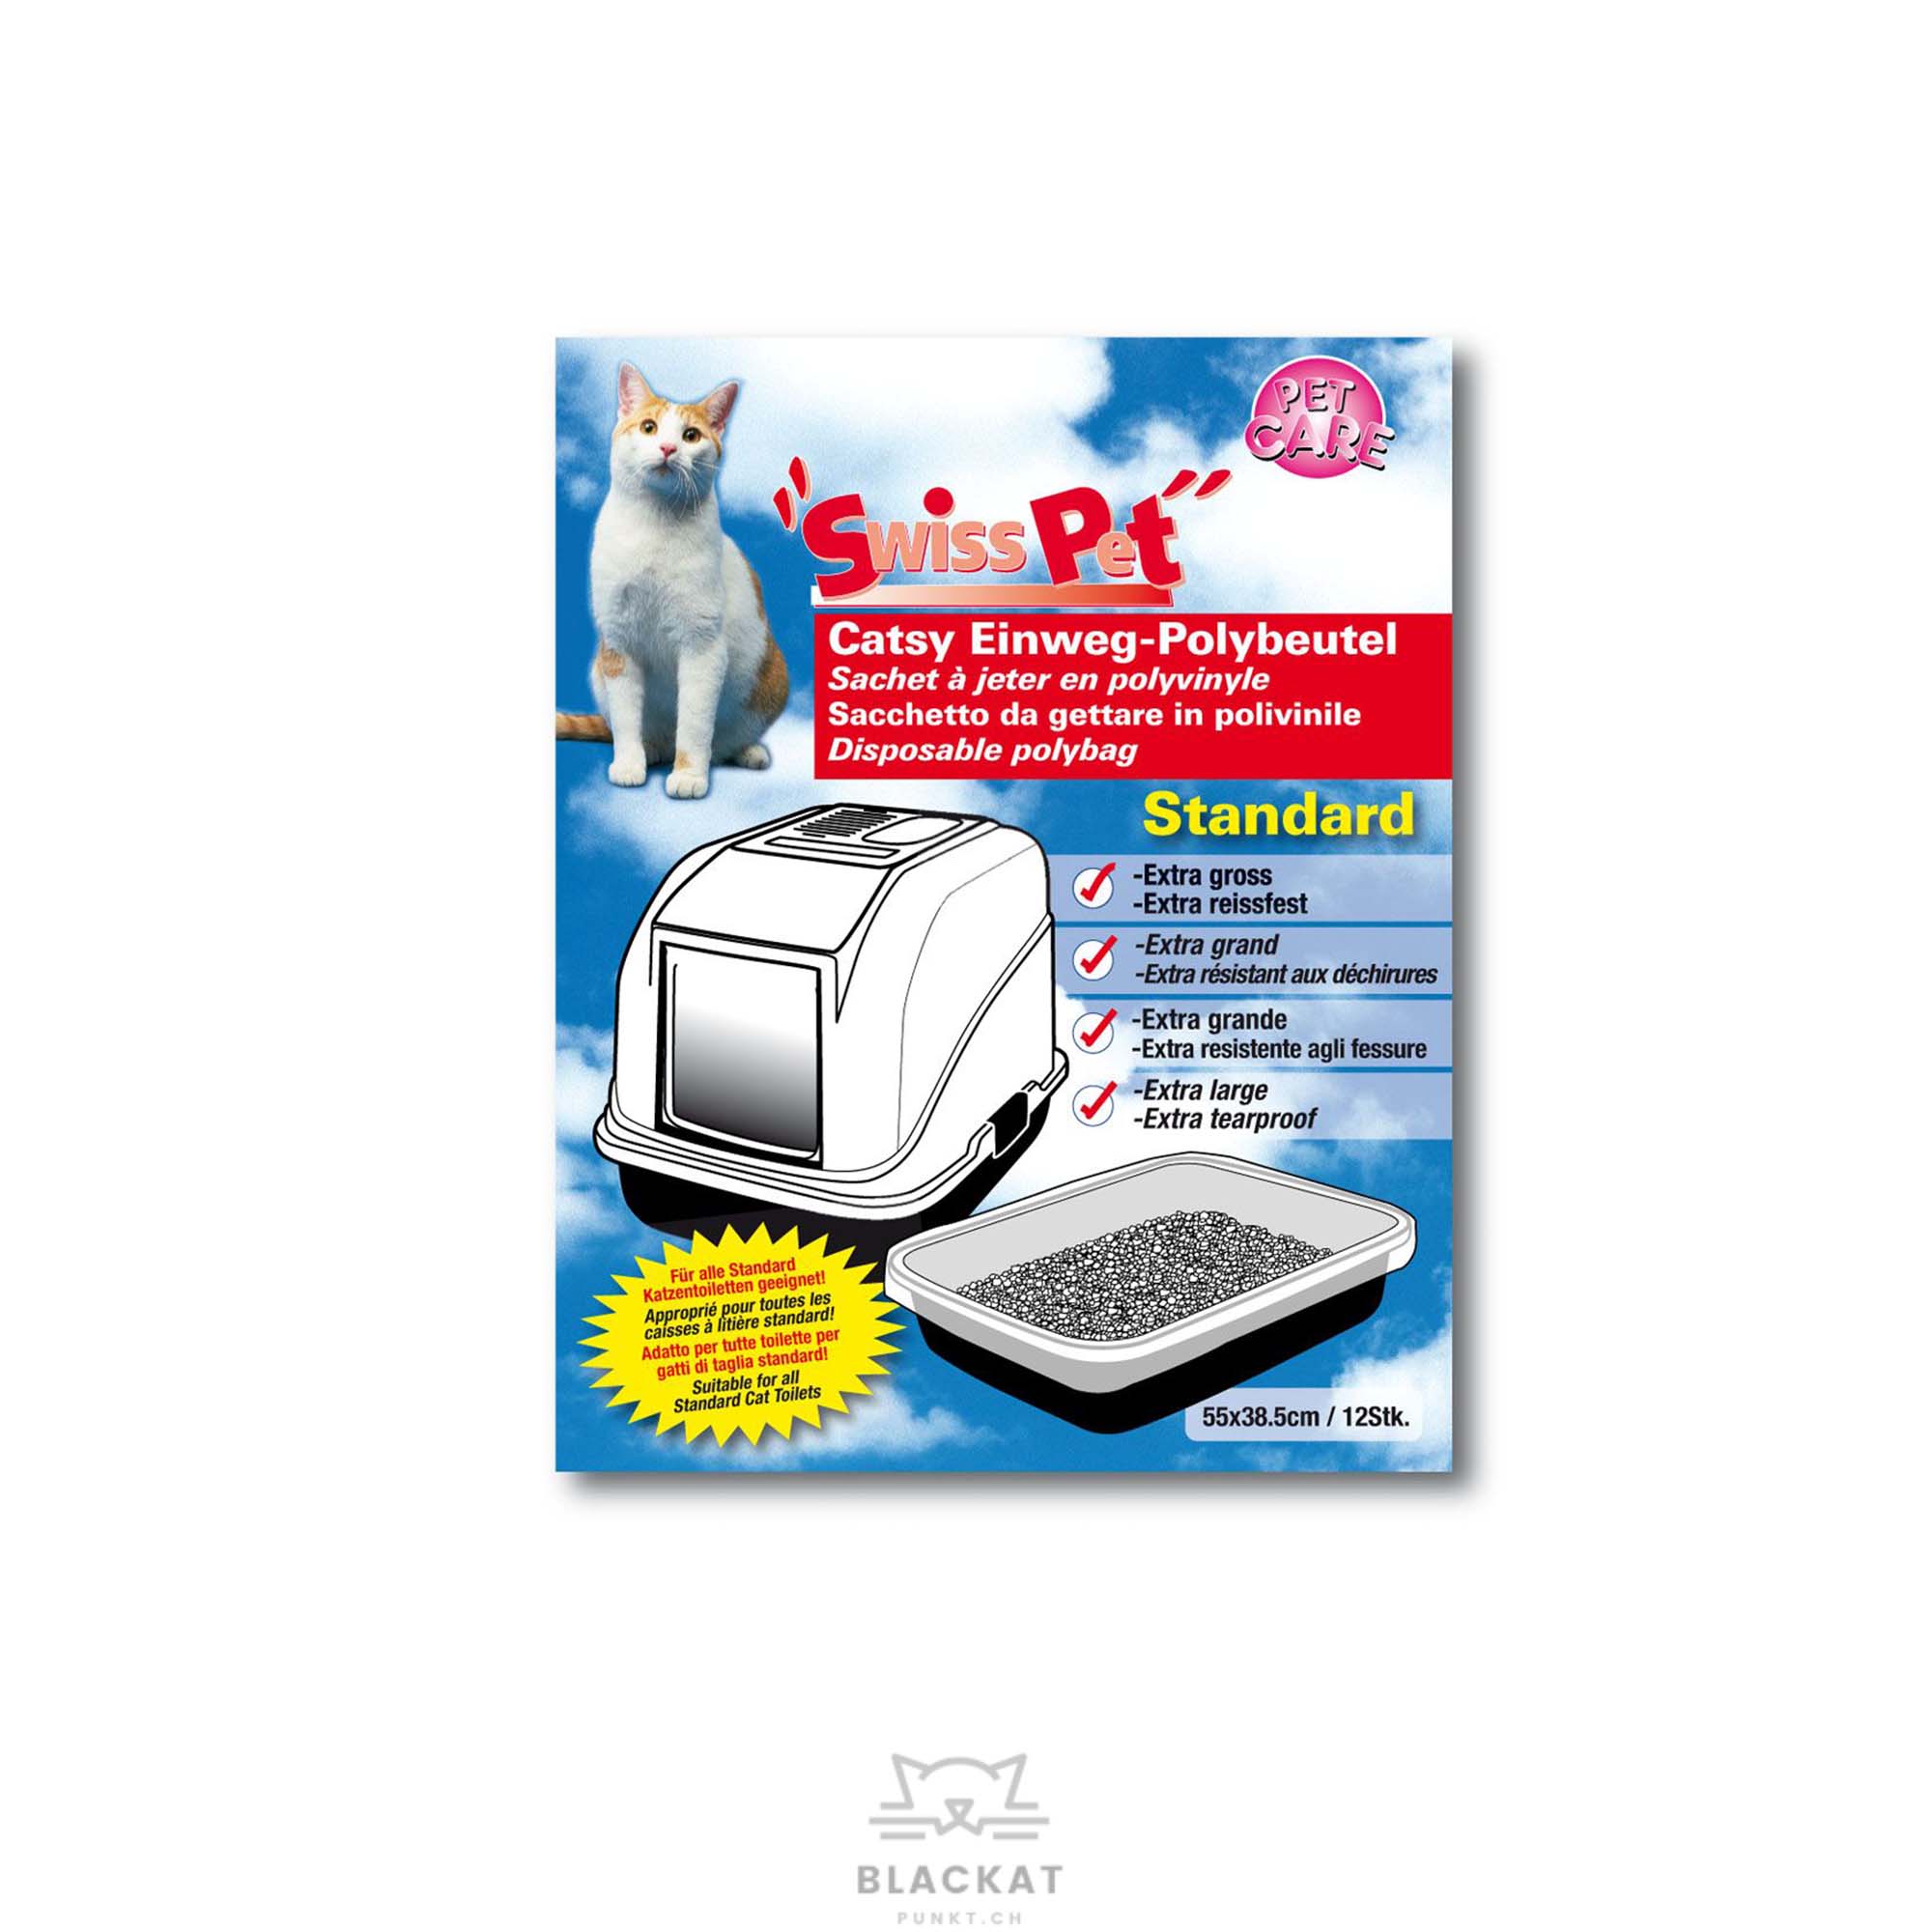 PET
CARE
"Swiss Pet"
Catsy Einweg-Polybeutel
Sachet à jeter en polyvinyle
Sacchetto da gettare in polivinile
Disposable polybag
Standard
-Extra gross
-Extra reissfest
-Extra grand
-Extra résistant aux déchirures
-Extra grande
-Extra resistente agli fessure
-Extra large
-Extra tearproof
Für alle Standard
Katzentoiletten geeignet!
Approprié pour toutes les
caisses à litière standard!
Adatto per tutte toilette per
gatti di taglia standard!
Suitable for all
Standard Cat Toilets
55x38.5cm / 12Stk.
BLACKAT
PUNKT.CH